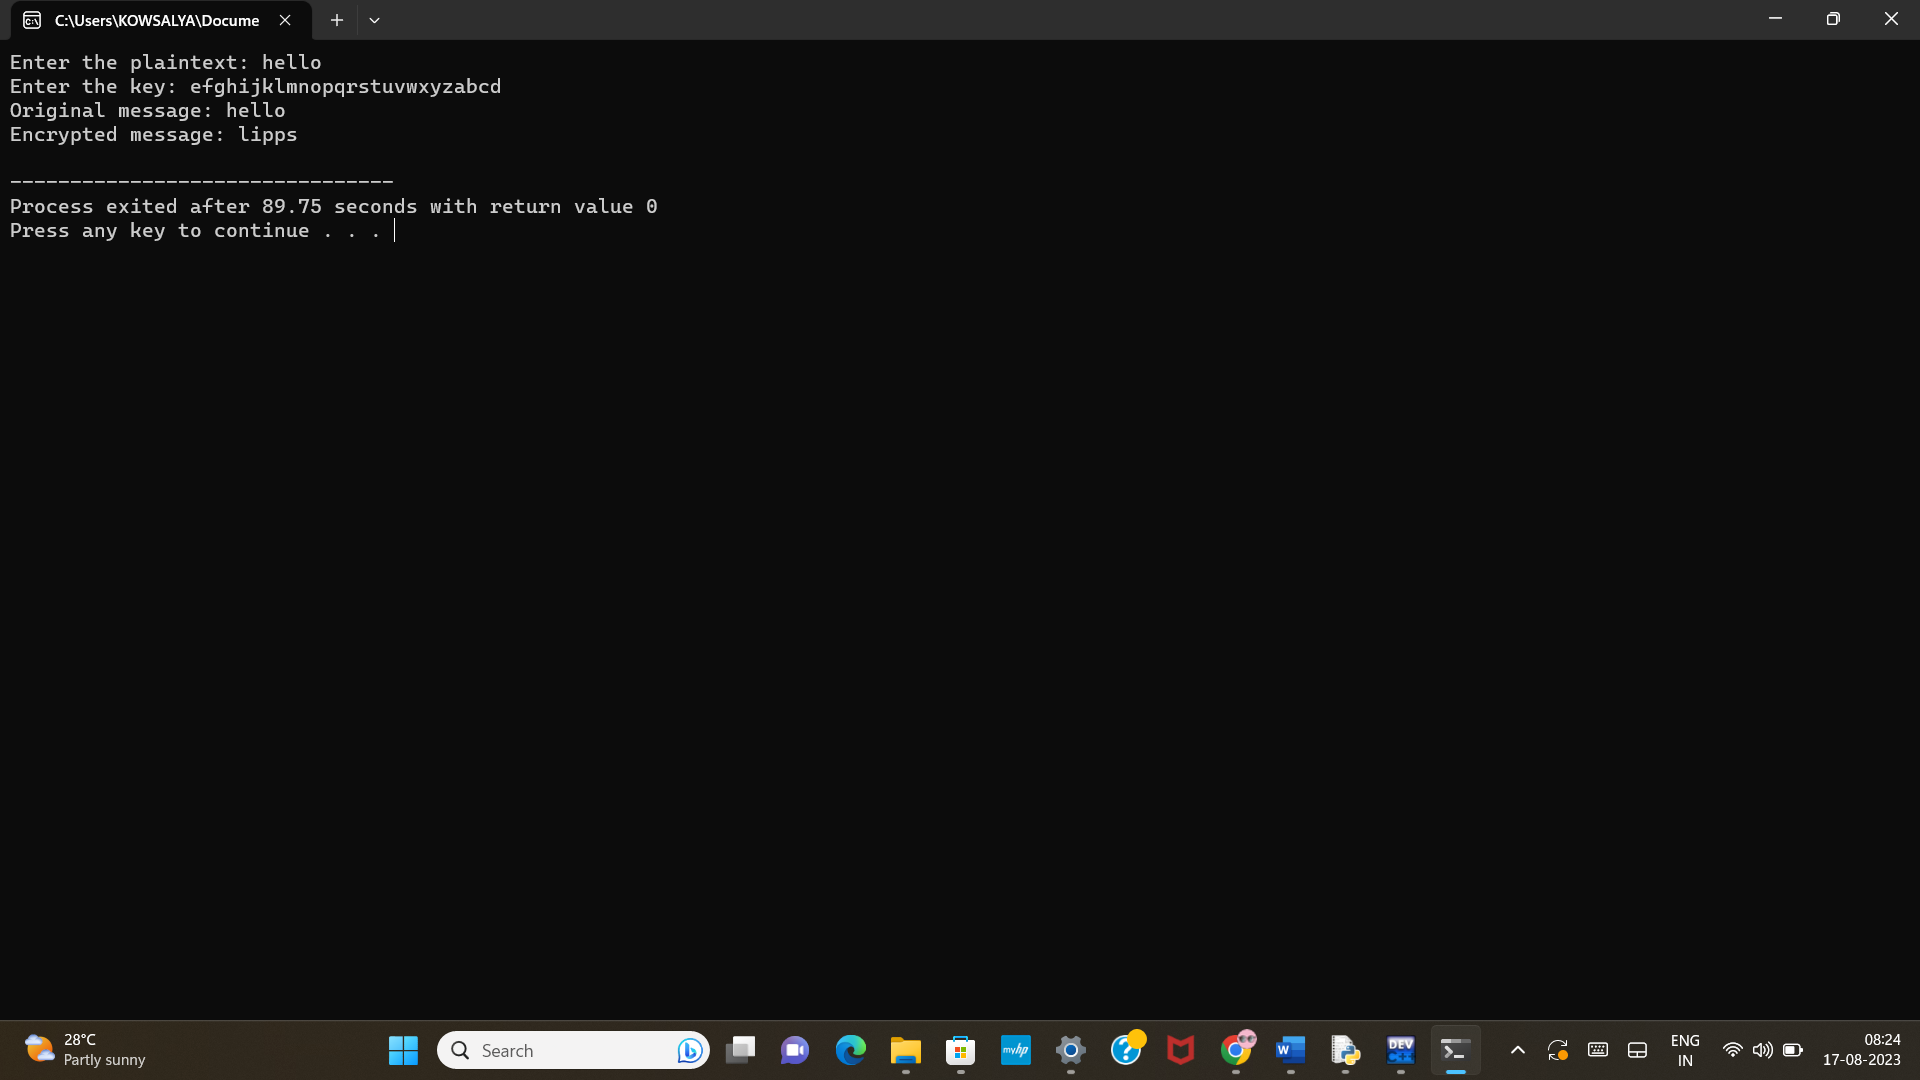 C:\Users\KOWSALYA\Docume
Enter the plaintext: hello
Enter the key: efghijklmnopqrstuvwxyzabcd
Original message: hello
Encrypted message: lipps
--------------------------------
Process exited after 89.75 seconds with return value 0
Press any key to continue . . .
28°C
Partly sunny
Search
myhp
W
DEV
C++
ENG
IN
08:24
17-08-2023